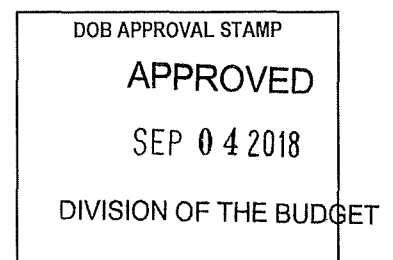 DOB APPROVAL STAMP
APPROVED
SEP 04 2018
DIVISION OF THE BUDGET